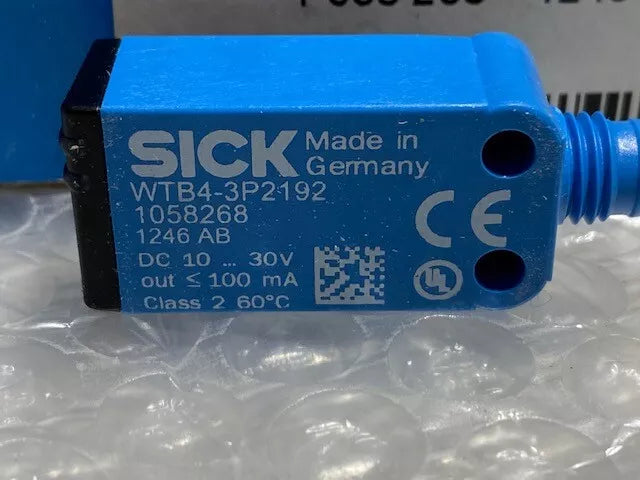 SICK Made in
Germany
WTB4-3P2192
1058268
1246 AB
DC 10 ... 30V
out ≤ 100 mA
Class 2 60°C
CE
UL